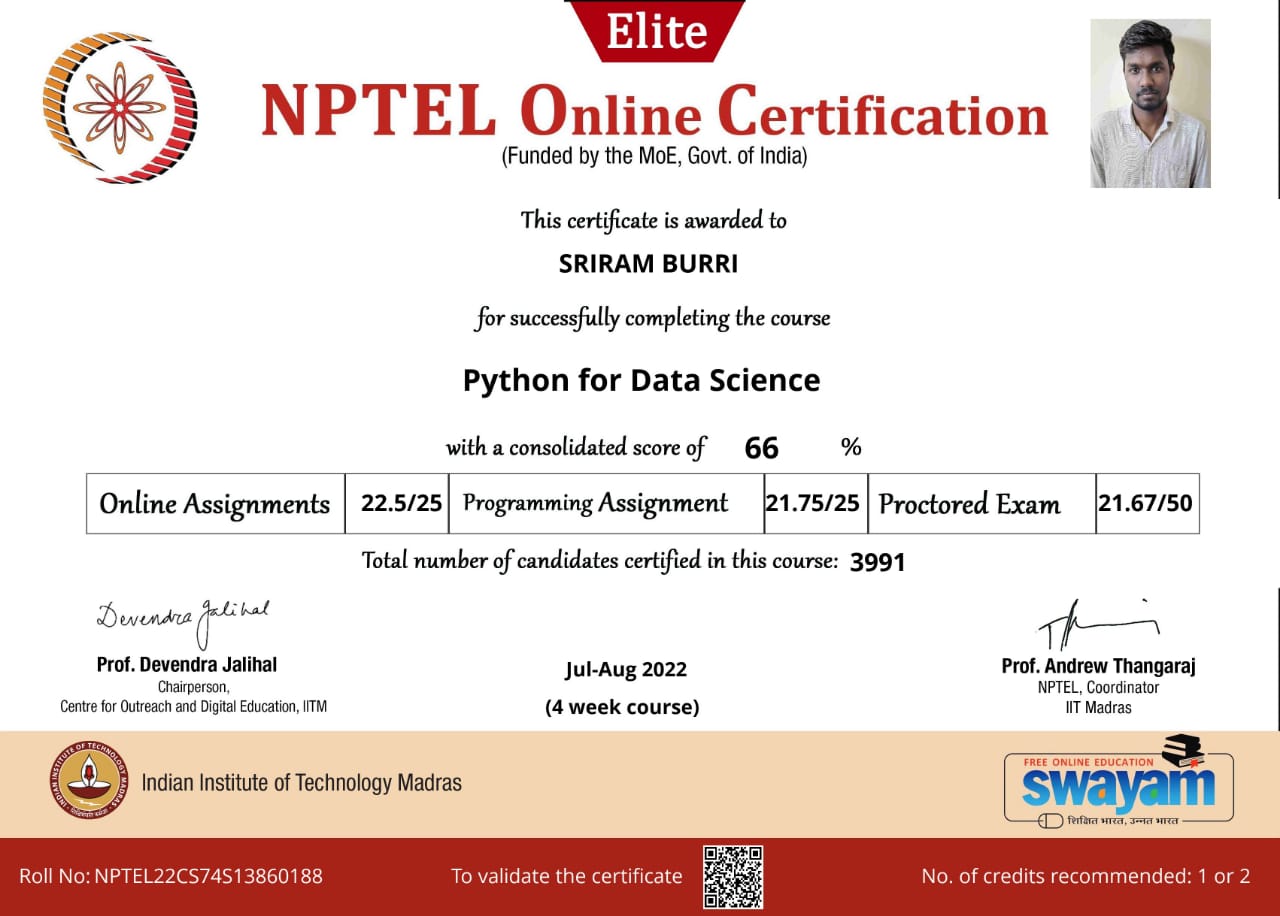 Elite
NPTEL Online Certification
(Funded by the MoE, Govt. of India)
This certificate is awarded to
SRIRAM BURRI
for successfully completing the course
Python for Data Science
with a consolidated score of 66 %
Online Assignments 22.5/25 Programming Assignment 21.75/25 Proctored Exam 21.67/50
Total number of candidates certified in this course: 3991
Devendra Jalihal
Prof. Devendra Jalihal
Chairperson,
Centre for Outreach and Digital Education, IITM
Jul-Aug 2022
(4 week course)
Prof. Andrew Thangaraj
NPTEL, Coordinator
IIT Madras
INDIAN INSTITUTE OF TECHNOLOGY MADRAS
Indian Institute of Technology Madras
FREE ONLINE EDUCATION
swayam
शिक्षित भारत, उन्नत भारत
Roll No: NPTEL22CS74S13860188
To validate the certificate
No. of credits recommended: 1 or 2